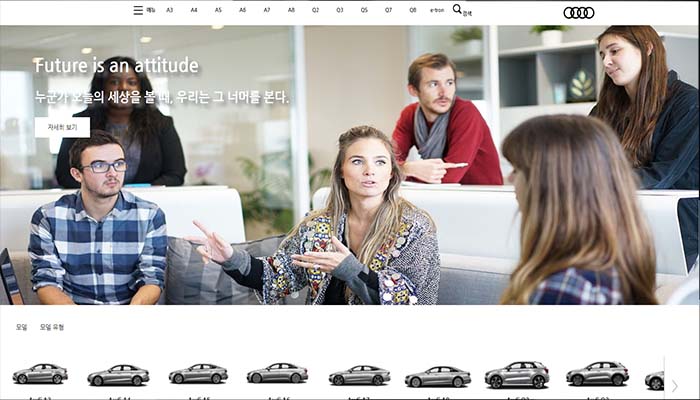 메뉴 A3 A4 A5 A6 A7 A8 Q2 Q3 Q5 Q7 Q8 e-tron 검색
Future is an attitude
누군가 오늘의 세상을 볼 때, 우리는 그 너머를 본다.
자세히 보기
모델 모델 유형